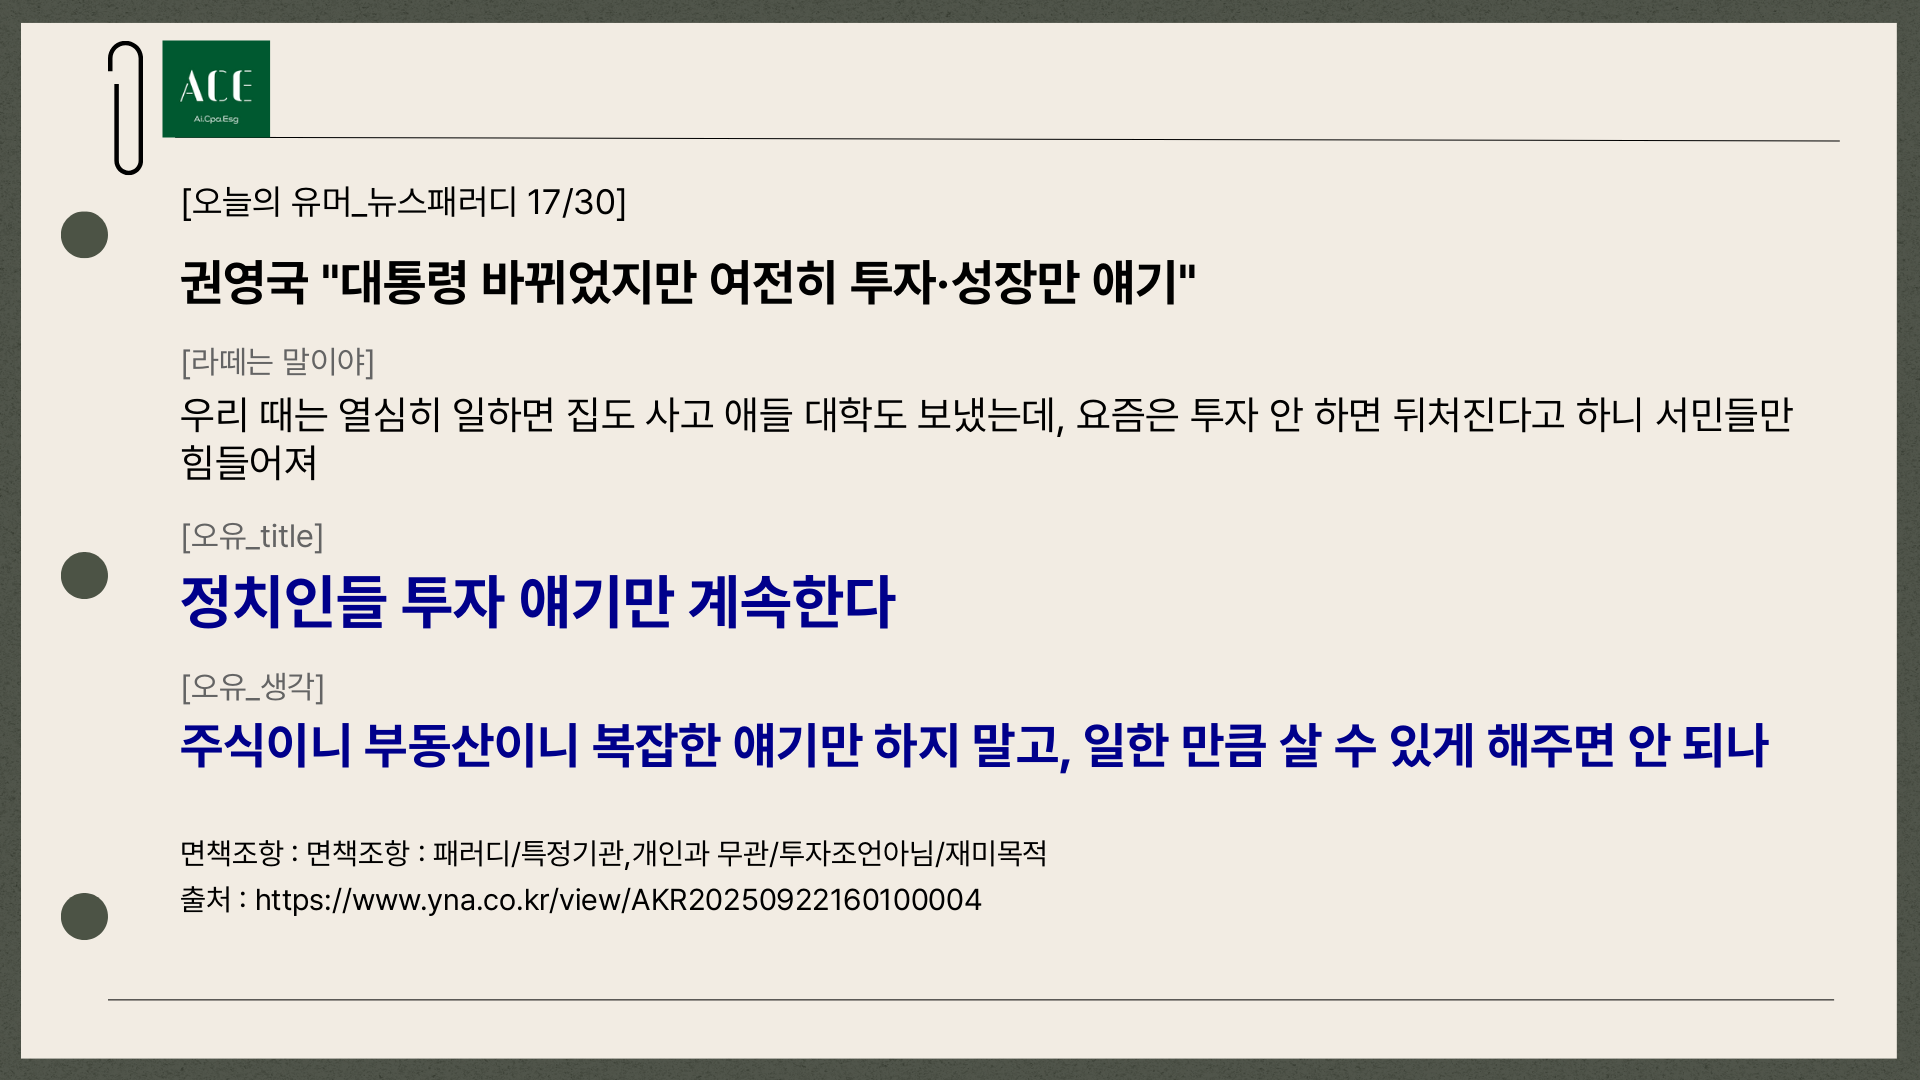 ACE
Ai.Cpa.Esg
[오늘의 유머_뉴스패러디 17/30]
권영국 "대통령 바뀌었지만 여전히 투자·성장만 얘기"
[라떼는 말이야]
우리 때는 열심히 일하면 집도 사고 애들 대학도 보냈는데, 요즘은 투자 안 하면 뒤처진다고 하니 서민들만
힘들어져
[오유_title]
정치인들 투자 얘기만 계속한다
[오유_생각]
주식이니 부동산이니 복잡한 얘기만 하지 말고, 일한 만큼 살 수 있게 해주면 안 되나
면책조항 : 면책조항 : 패러디/특정기관,개인과 무관/투자조언아님/재미목적
출처 : https://www.yna.co.kr/view/AKR20250922160100004